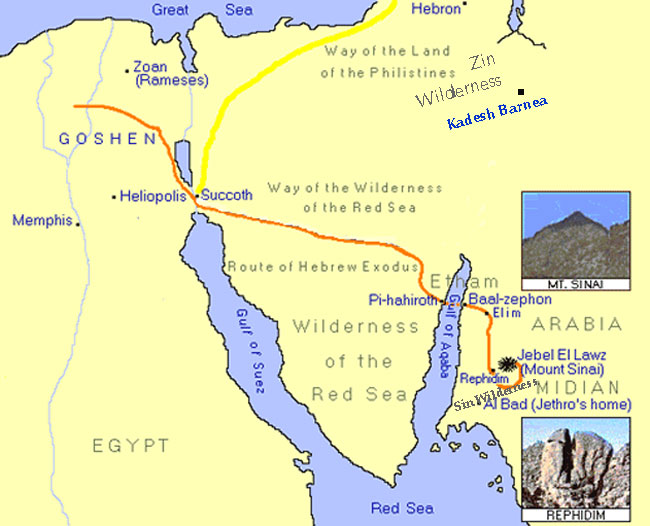 Great Sea
Hebron
Way of the Land
of the Philistines
Zin
Wilderness
Zoan
(Rameses)
Kadesh Barnea
GOSHEN
Heliopolis
Succoth
Way of the Wilderness
of the Red Sea
Memphis
MT. SINAI
Route of Hebrew Exodus
Etham
Pi-hahiroth
Baal-zephon
Elim
Gulf of Suez
Gulf of Aqaba
Wilderness
of the
Red Sea
ARABIA
Jebel El Lawz
(Mount Sinai)
Rephidim
MIDIAN
Sin Wilderness
Al Bad (Jethro's home)
EGYPT
Red Sea
REPHIDIM